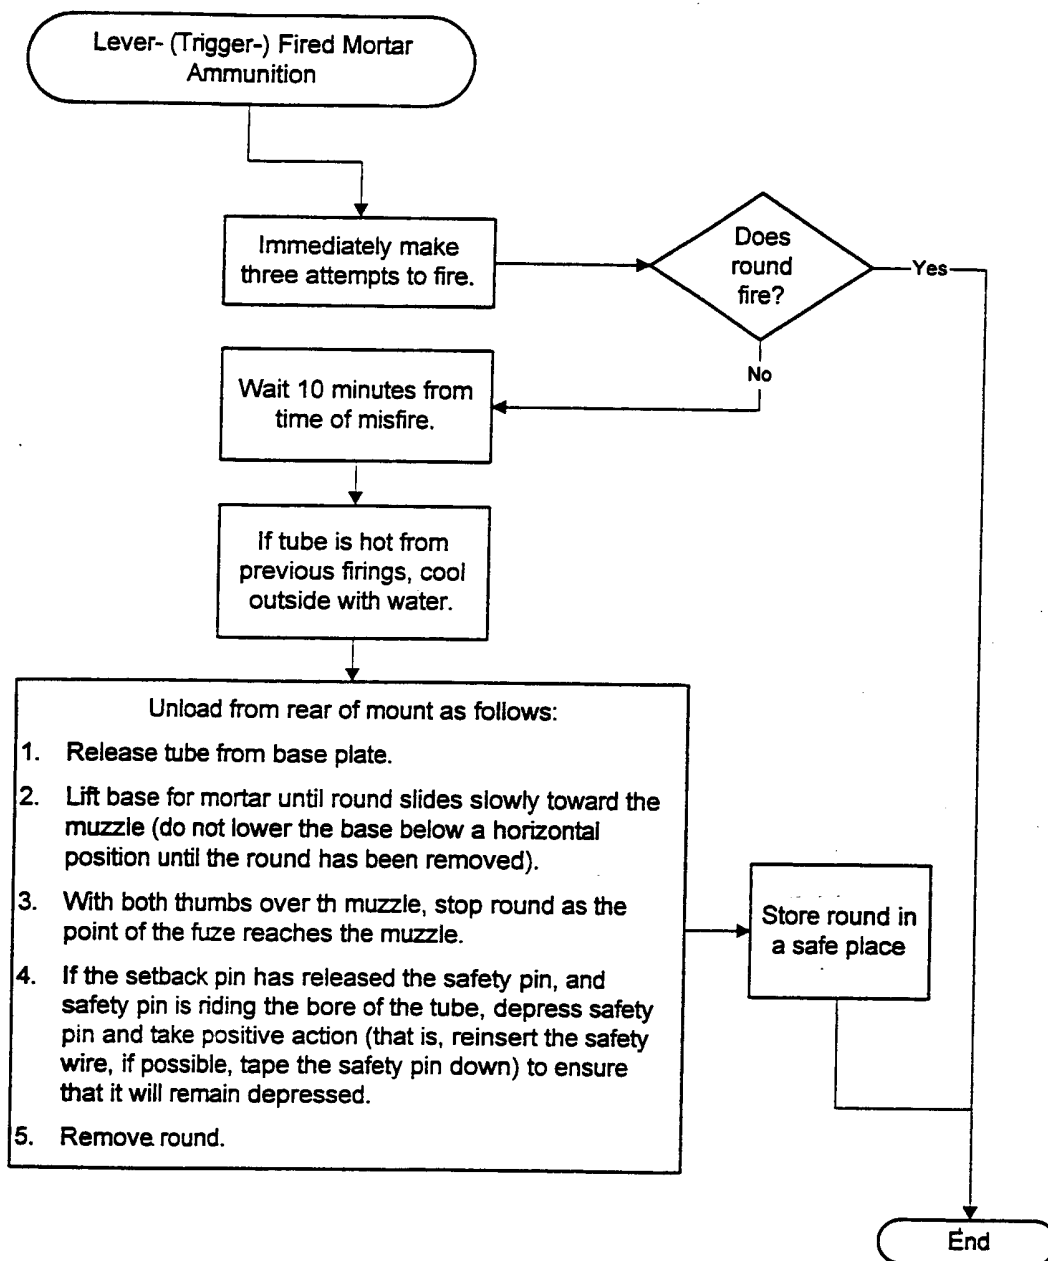 Lever- (Trigger-) Fired Mortar
Ammunition
Immediately make
three attempts to fire.
Does
round
fire?
Yes
No
Wait 10 minutes from
time of misfire.
If tube is hot from
previous firings, cool
outside with water.
Unload from rear of mount as follows:
1. Release tube from base plate.
2. Lift base for mortar until round slides slowly toward the
muzzle (do not lower the base below a horizontal
position until the round has been removed).
3. With both thumbs over th muzzle, stop round as the
point of the fuze reaches the muzzle.
4. If the setback pin has released the safety pin, and
safety pin is riding the bore of the tube, depress safety
pin and take positive action (that is, reinsert the safety
wire, if possible, tape the safety pin down) to ensure
that it will remain depressed.
5. Remove round.
Store round in
a safe place
End